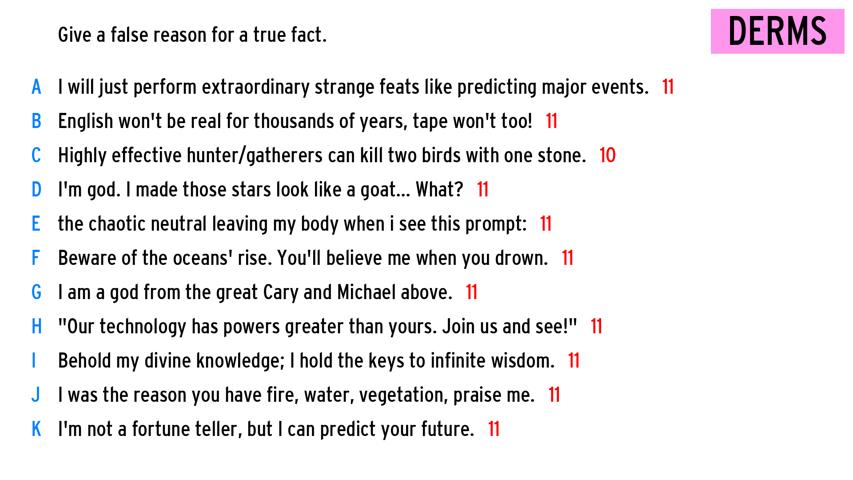 Give a false reason for a true fact.
DERMS
A I will just perform extraordinary strange feats like predicting major events. 11
B English won't be real for thousands of years, tape won't too! 11
C Highly effective hunter/gatherers can kill two birds with one stone. 10
D I'm god. I made those stars look like a goat... What? 11
E the chaotic neutral leaving my body when i see this prompt: 11
F Beware of the oceans' rise. You'll believe me when you drown. 11
G I am a god from the great Cary and Michael above. 11
H "Our technology has powers greater than yours. Join us and see!" 11
I Behold my divine knowledge; I hold the keys to infinite wisdom. 11
J I was the reason you have fire, water, vegetation, praise me. 11
K I'm not a fortune teller, but I can predict your future. 11